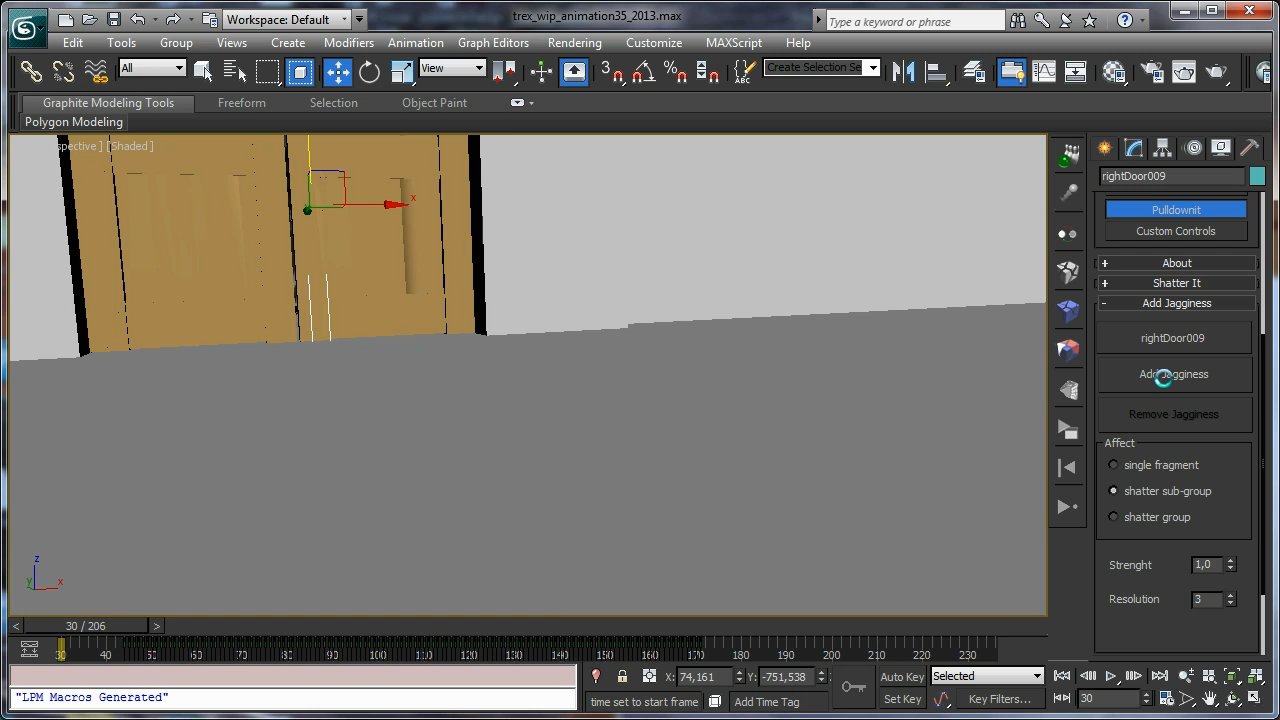 Workspace: Default
trex_wip_animation35_2013.max
Type a keyword or phrase
Edit Tools Group Views Create Modifiers Animation Graph Editors Rendering Customize MAXScript Help
All
View
3
Create Selection Se
Graphite Modeling Tools Freeform Selection Object Paint
Polygon Modeling
spective ] [Shaded ]
x
rightDoor009
Pulldownit
Custom Controls
+ About
+ Shatter It
- Add Jagginess
rightDoor009
Add Jagginess
Remove Jagginess
Affect
single fragment
shatter sub-group
shatter group
Strenght 1,0
Resolution 3
z
y x
< 30 / 206 >
30 40 50 60 70 80 90 100 110 120 130 140 150 160 170 180 190 200 210 220 230
"LPM Macros Generated"
X: 74,161 Y: -751,538
Auto Key Selected
time set to start frame Add Time Tag
Set Key Key Filters... 30